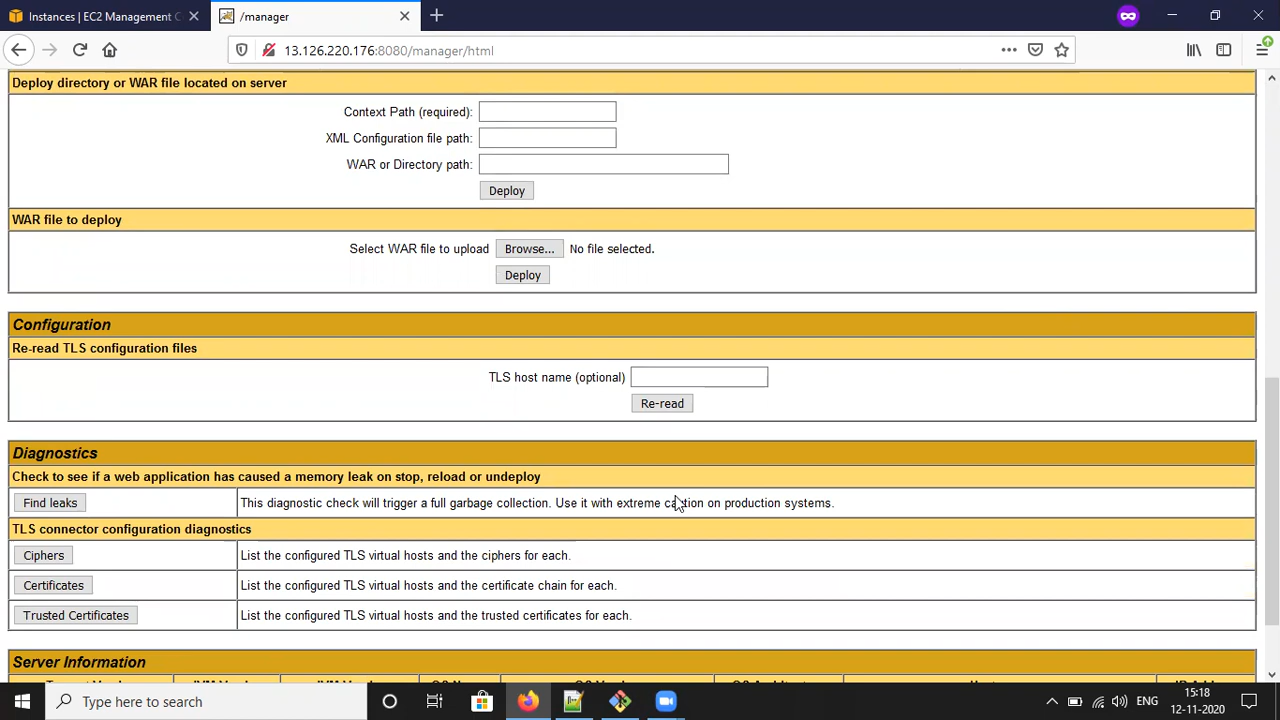 Instances | EC2 Management C
/manager
13.126.220.176:8080/manager/html
Deploy directory or WAR file located on server
Context Path (required):
XML Configuration file path:
WAR or Directory path:
Deploy
WAR file to deploy
Select WAR file to upload Browse... No file selected.
Deploy
Configuration
Re-read TLS configuration files
TLS host name (optional)
Re-read
Diagnostics
Check to see if a web application has caused a memory leak on stop, reload or undeploy
Find leaks This diagnostic check will trigger a full garbage collection. Use it with extreme caution on production systems.
TLS connector configuration diagnostics
Ciphers List the configured TLS virtual hosts and the ciphers for each.
Certificates List the configured TLS virtual hosts and the certificate chain for each.
Trusted Certificates List the configured TLS virtual hosts and the trusted certificates for each.
Server Information
Type here to search
ENG
15:18
12-11-2020